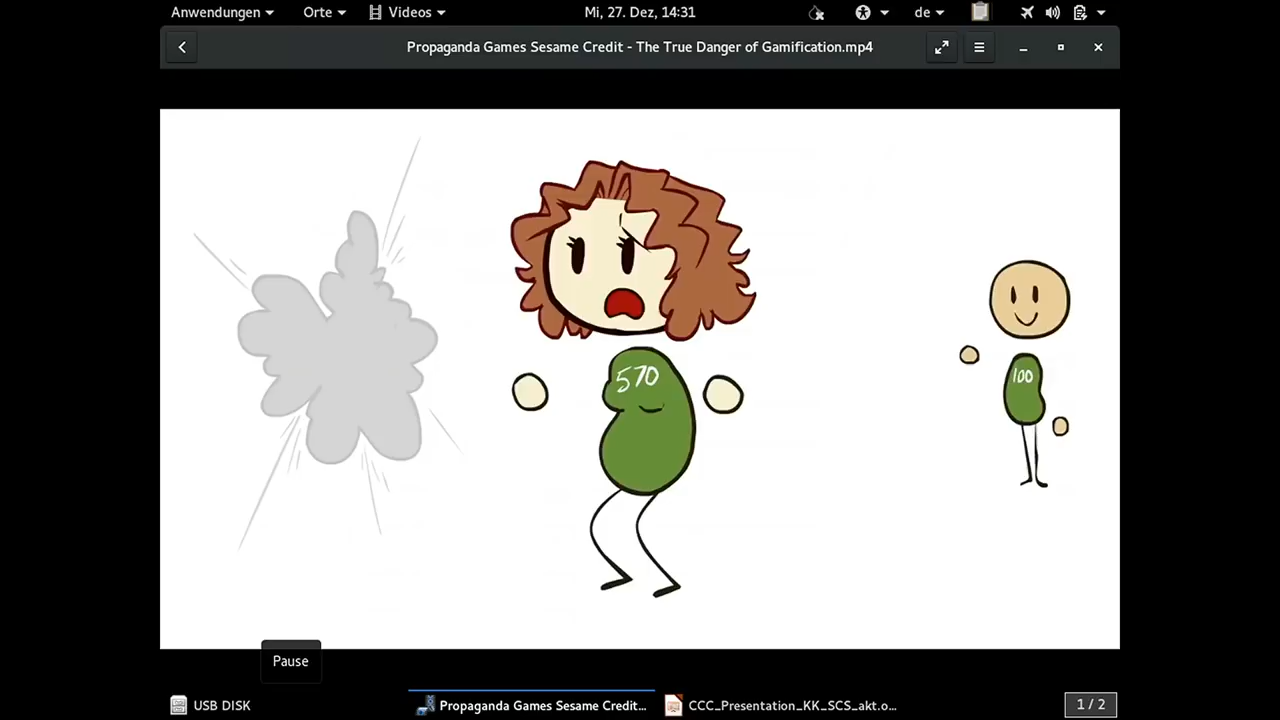 Anwendungen Orte Videos Mi, 27. Dez, 14:31 de
Propaganda Games Sesame Credit - The True Danger of Gamification.mp4
570
100
Pause
USB DISK Propaganda Games Sesame Credit... CCC_Presentation_KK_SCS_akt.o... 1 / 2